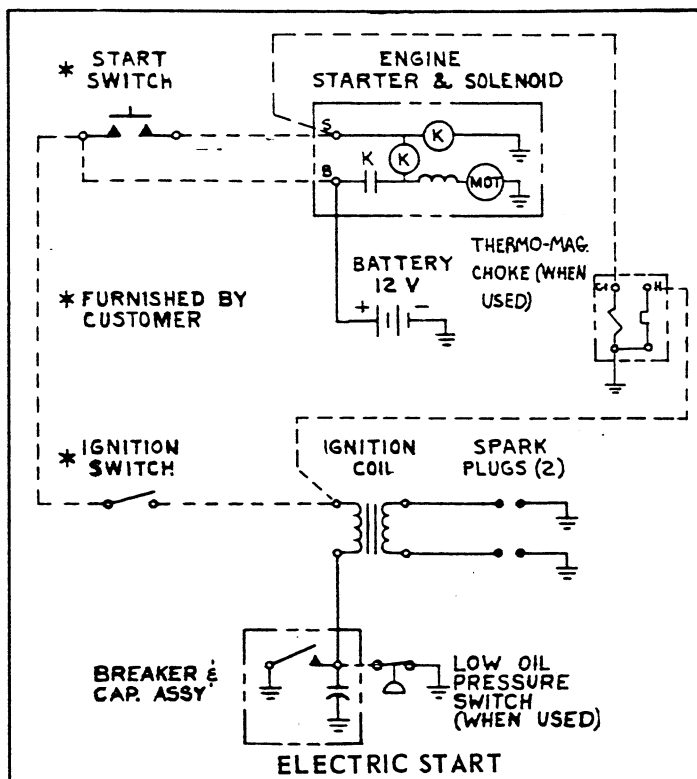 * START
SWITCH
ENGINE
STARTER & SOLENOID
S
K
K
K
B
MOT
THERMO-MAG.
CHOKE (WHEN
USED)
BATTERY
12 V
+ -
C1 H
* FURNISHED BY
CUSTOMER
* IGNITION
SWITCH
IGNITION
COIL
SPARK
PLUGS (2)
BREAKER &
CAP. ASSY'
LOW OIL
PRESSURE
SWITCH
(WHEN USED)
ELECTRIC START